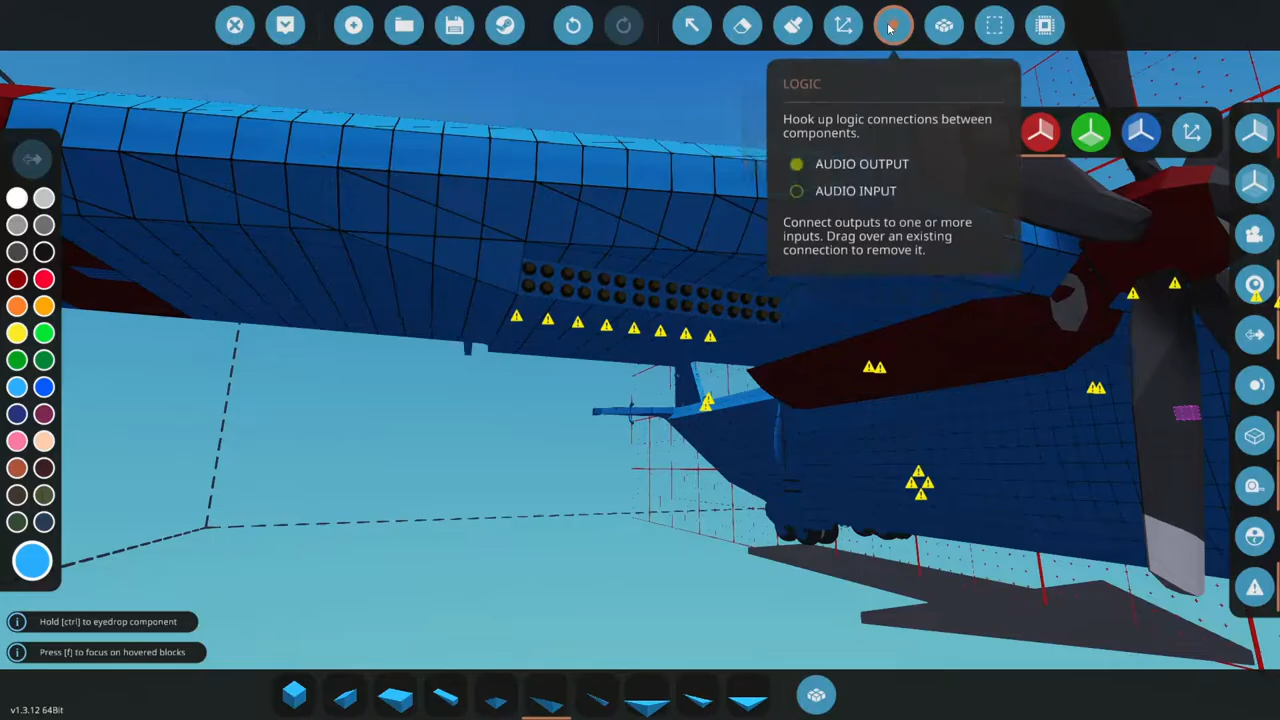 LOGIC
Hook up logic connections between
components.
AUDIO OUTPUT
AUDIO INPUT
Connect outputs to one or more
inputs. Drag over an existing
connection to remove it.
Hold [ctrl] to eyedrop component
Press [f] to focus on hovered blocks
v1.3.12 64Bit